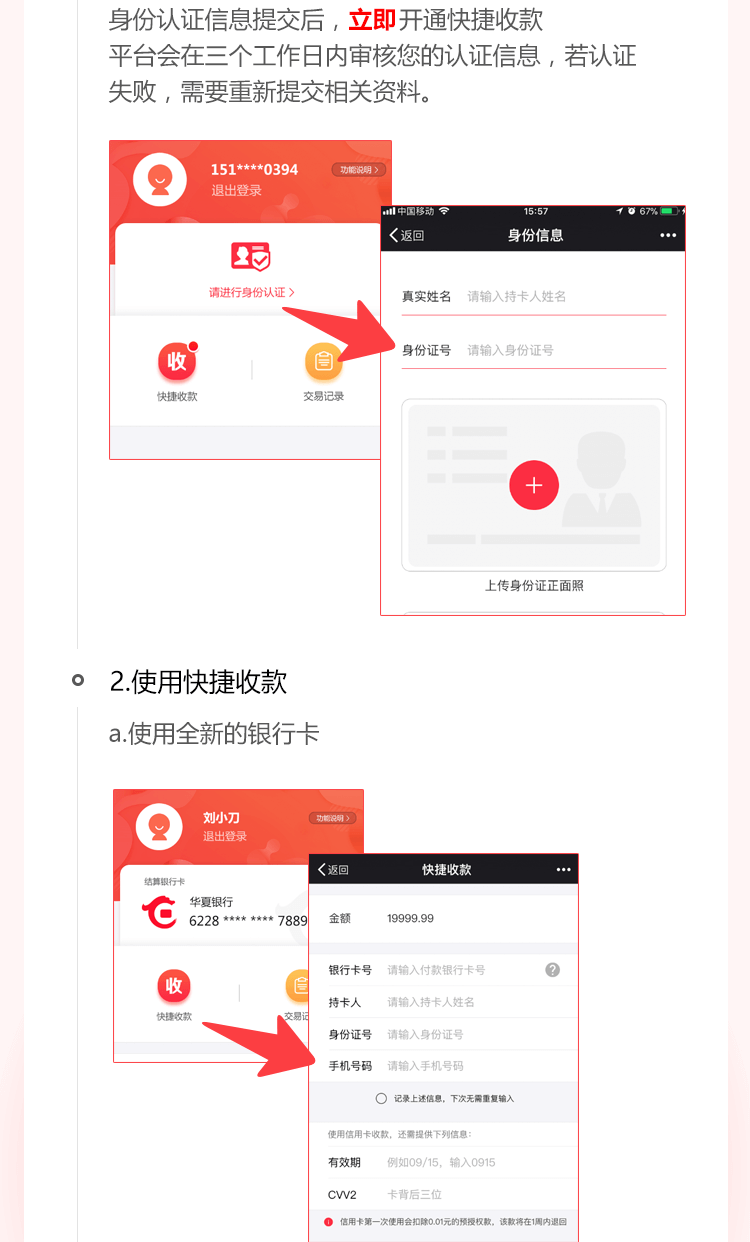 身份认证信息提交后，立即开通快捷收款
平台会在三个工作日内审核您的认证信息，若认证
失败，需要重新提交相关资料。
151****0394
功能说明 >
退出登录
请进行身份认证 >
收
快捷收款
交易记录
中国移动
15:57
67%
返回
身份信息
•••
真实姓名
请输入持卡人姓名
身份证号
请输入身份证号
+
上传身份证正面照
2.使用快捷收款
a.使用全新的银行卡
刘小刀
功能说明 >
退出登录
结算银行卡
华夏银行
6228 **** **** 7889
收
快捷收款
交易记
返回
快捷收款
•••
金额
19999.99
银行卡号
请输入付款银行卡号
?
持卡人
请输入持卡人姓名
身份证号
请输入身份证号
手机号码
请输入手机号码
记录上述信息，下次无需重复输入
使用信用卡收款，还需提供下列信息：
有效期
例如09/15，输入0915
CVV2
卡背后三位
信用卡第一次使用会扣除0.01元的预授权款，该款将在1周内退回